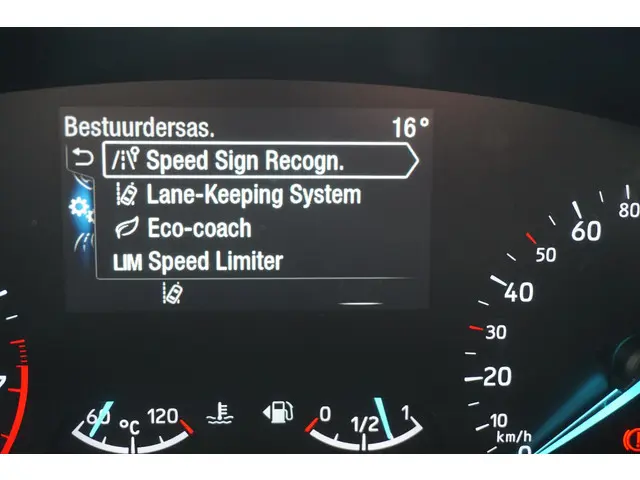 Bestuurdersas. 16°
Speed Sign Recogn.
Lane-Keeping System
Eco-coach
LIM Speed Limiter
80
60
50
40
30
20
10
km/h
0
60 °C 120
0 1/2 1
7